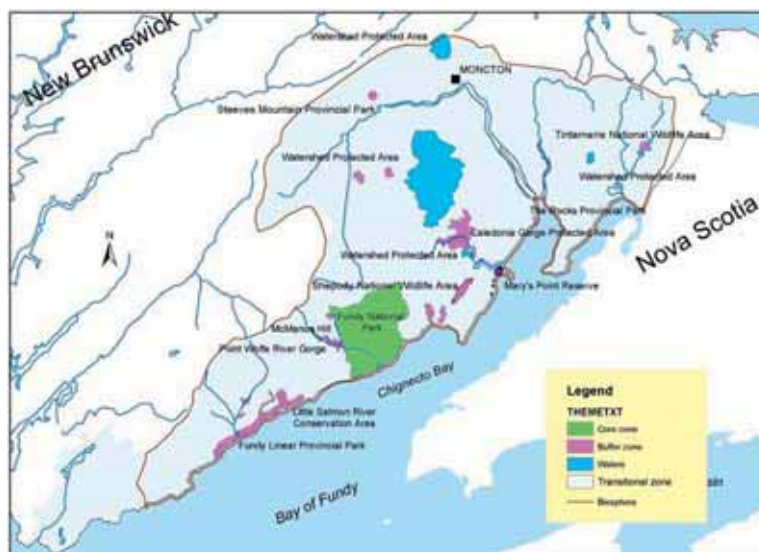 New Brunswick
Watershed Protected Area
MONCTON
Steeves Mountain Provincial Park
Tintamarre National Wildlife Area
Watershed Protected Area
Watershed Protected Area
The Rocks Provincial Park
Caledonia Gorge Protected Area
Nova Scotia
Watershed Protected Area
Shepody National Wildlife Area
Mary's Point Reserve
N
Fundy National
Park
McManus Hill
Point Wolfe River Gorge
Chignecto Bay
Little Salmon River
Conservation Area
Fundy Linear Provincial Park
Bay of Fundy
Legend
THEMETXT
Core zone
Buffer zone
Waters
Transitional zone
Biosphere